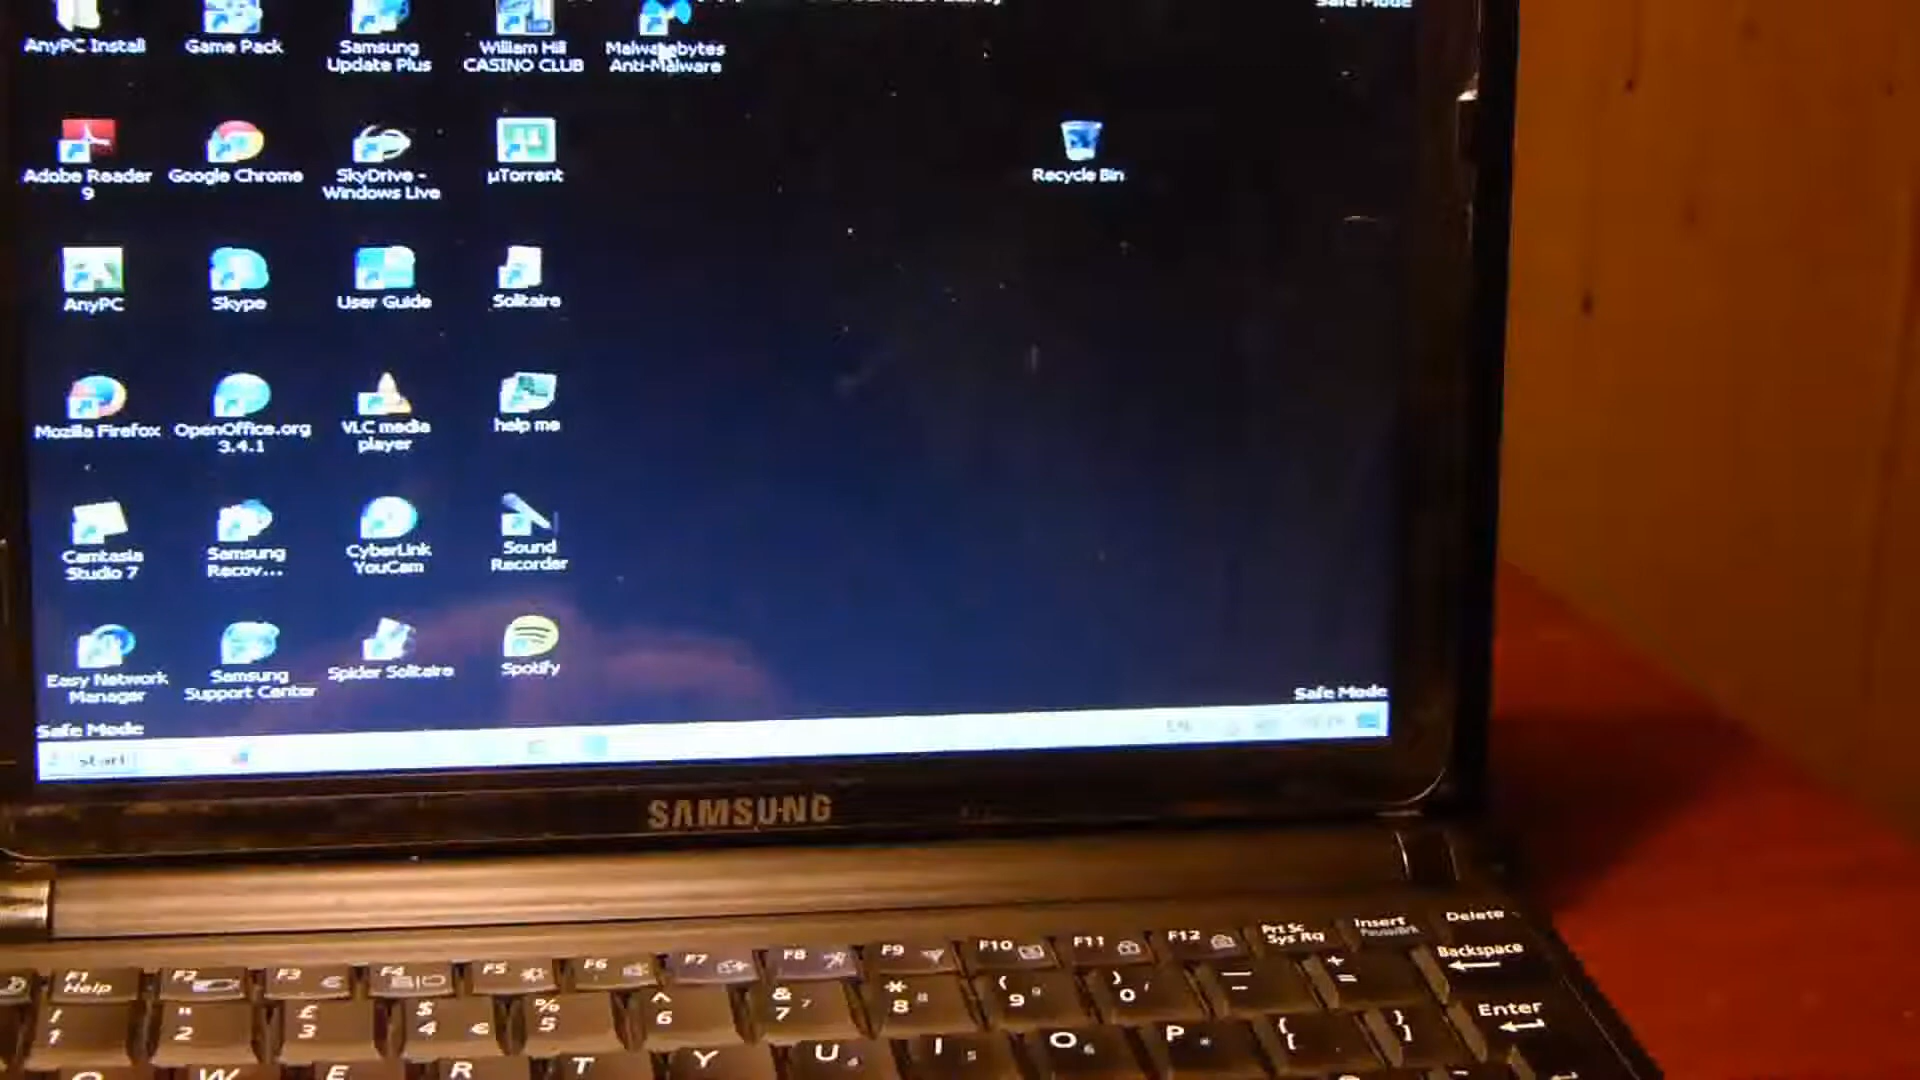 Safe Mode
AnyPC Install
Game Pack
Samsung
Update Plus
William Hill
CASINO CLUB
Malwarebytes
Anti-Malware
Adobe Reader
9
Google Chrome
SkyDrive -
Windows Live
µTorrent
Recycle Bin
AnyPC
Skype
User Guide
Solitaire
Mozilla Firefox
OpenOffice.org
3.4.1
VLC media
player
help me
Camtasia
Studio 7
Samsung
Recov...
CyberLink
YouCam
Sound
Recorder
Easy Network
Manager
Samsung
Support Center
Spider Solitaire
Spotify
Safe Mode
Safe Mode
Start
SAMSUNG
F1 Help F2 F3 € F4 F5 F6 F7 F8 F9 F10 F11 F12 Prt Sc Sys Rq Insert Delete
! 1 " 2 £ 3 $ 4 € % 5 ^ 6 & 7 * 8 ( 9 ) 0 — - + = Backspace
Q W E R T Y U I O P { [ } ] Enter